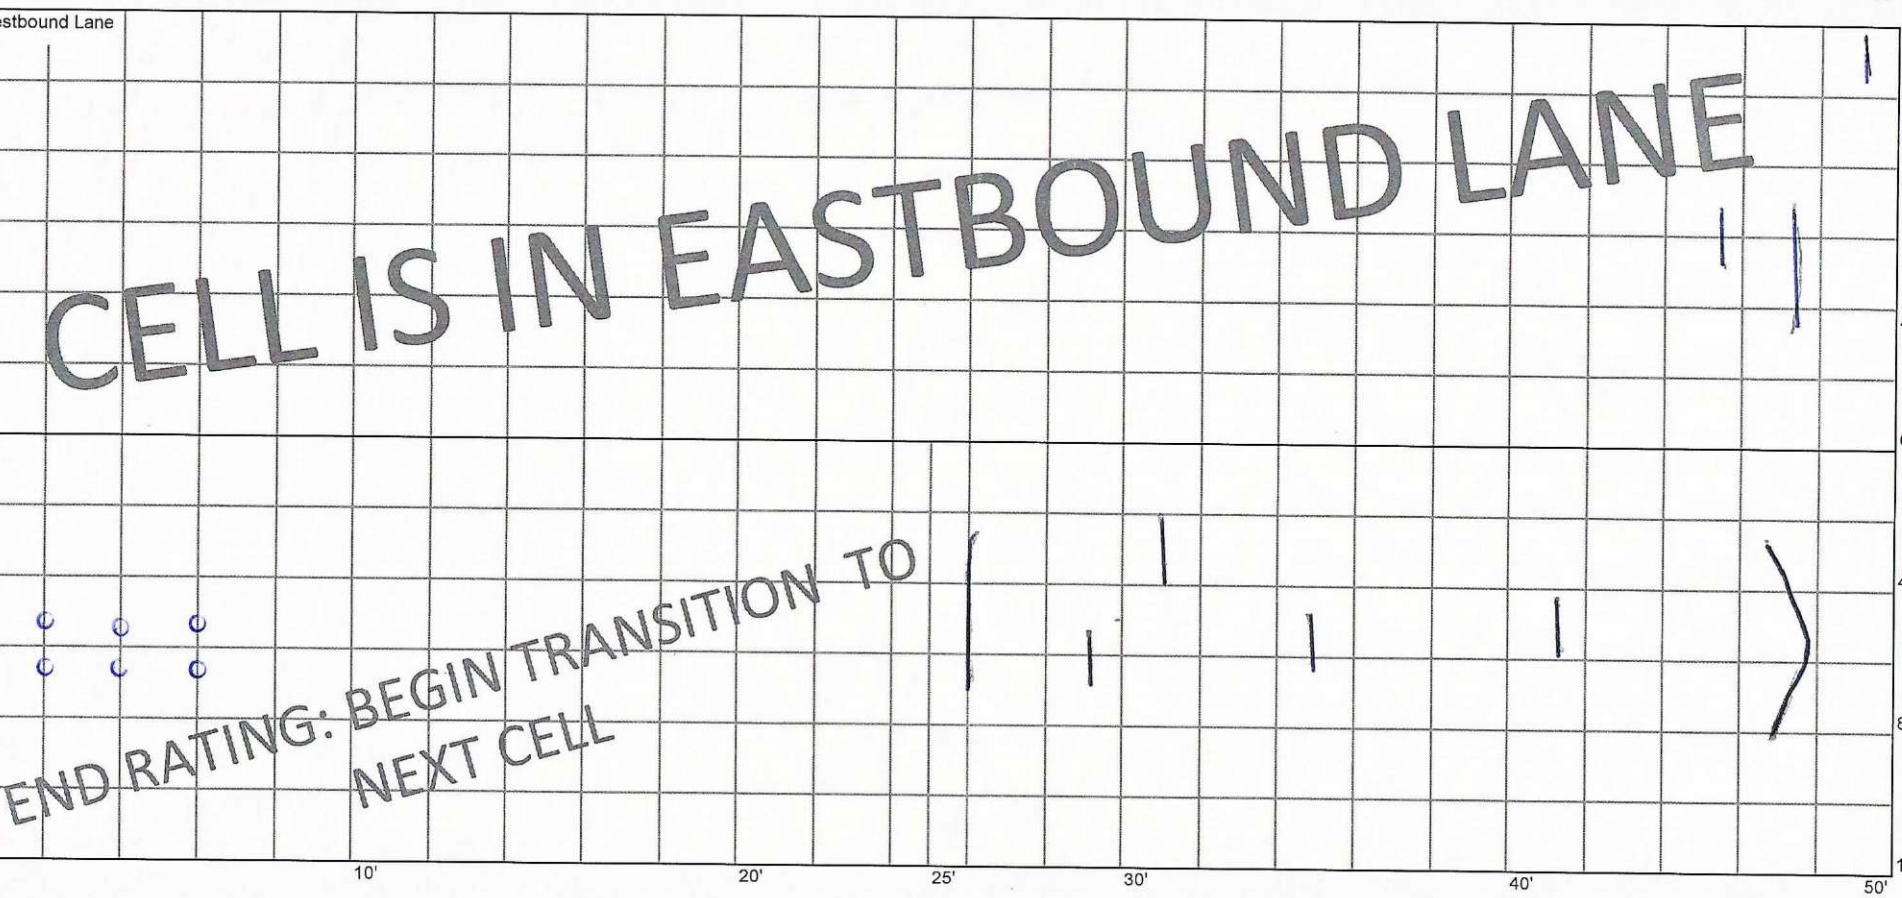 estbound Lane
CELL IS IN EASTBOUND LANE
END RATING: BEGIN TRANSITION TO
NEXT CELL
10' 20' 25' 30' 40' 50'